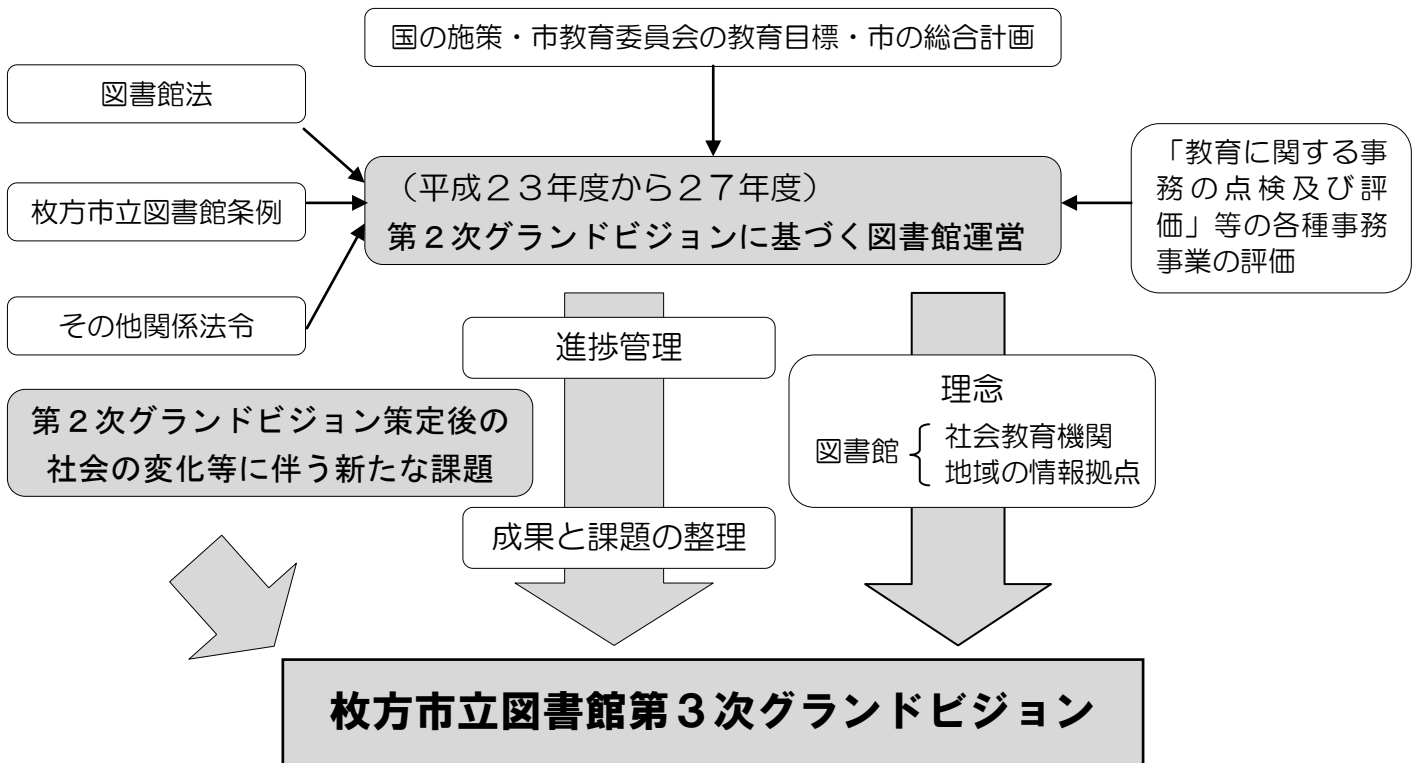 国の施策・市教育委員会の教育目標・市の総合計画
図書館法
枚方市立図書館条例
その他関係法令
（平成２３年度から２７年度）
第２次グランドビジョンに基づく図書館運営
「教育に関する事
務の点検及び評
価」等の各種事務
事業の評価
進捗管理
理念
図書館
社会教育機関
地域の情報拠点
第２次グランドビジョン策定後の
社会の変化等に伴う新たな課題
成果と課題の整理
枚方市立図書館第３次グランドビジョン